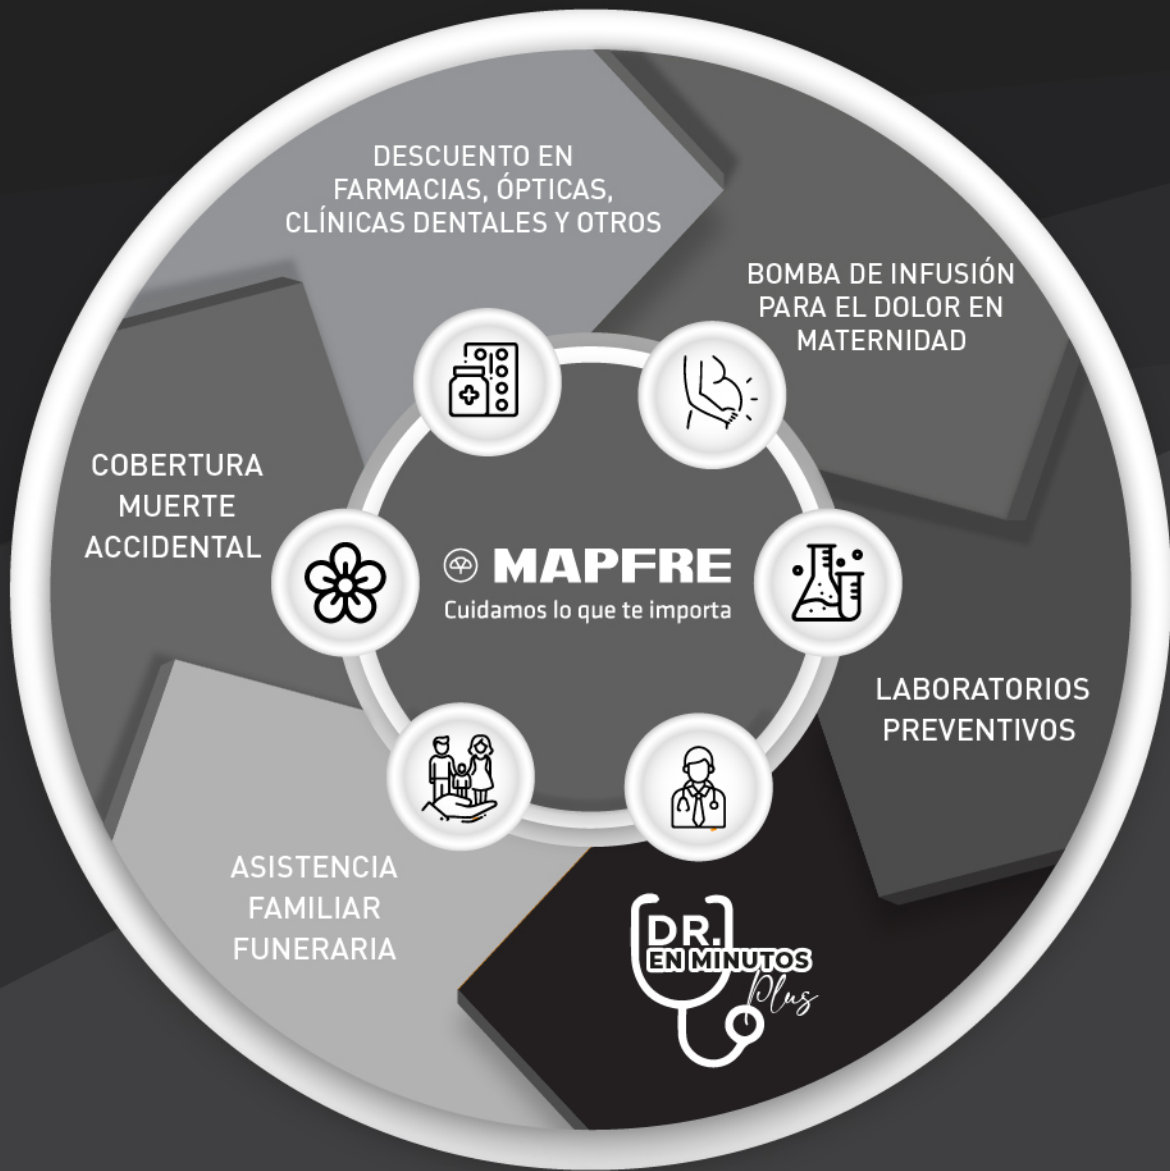 DESCUENTO EN
FARMACIAS, ÓPTICAS,
CLÍNICAS DENTALES Y OTROS
BOMBA DE INFUSIÓN
PARA EL DOLOR EN
MATERNIDAD
COBERTURA
MUERTE
ACCIDENTAL
MAPFRE
Cuidamos lo que te importa
LABORATORIOS
PREVENTIVOS
ASISTENCIA
FAMILIAR
FUNERARIA
DR.
EN MINUTOS
Plus